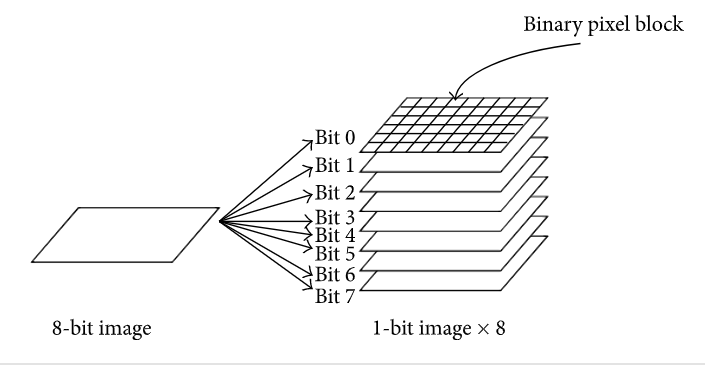 Binary pixel block
Bit 0
Bit 1
Bit 2
Bit 3
Bit 4
Bit 5
Bit 6
Bit 7
8-bit image
1-bit image × 8